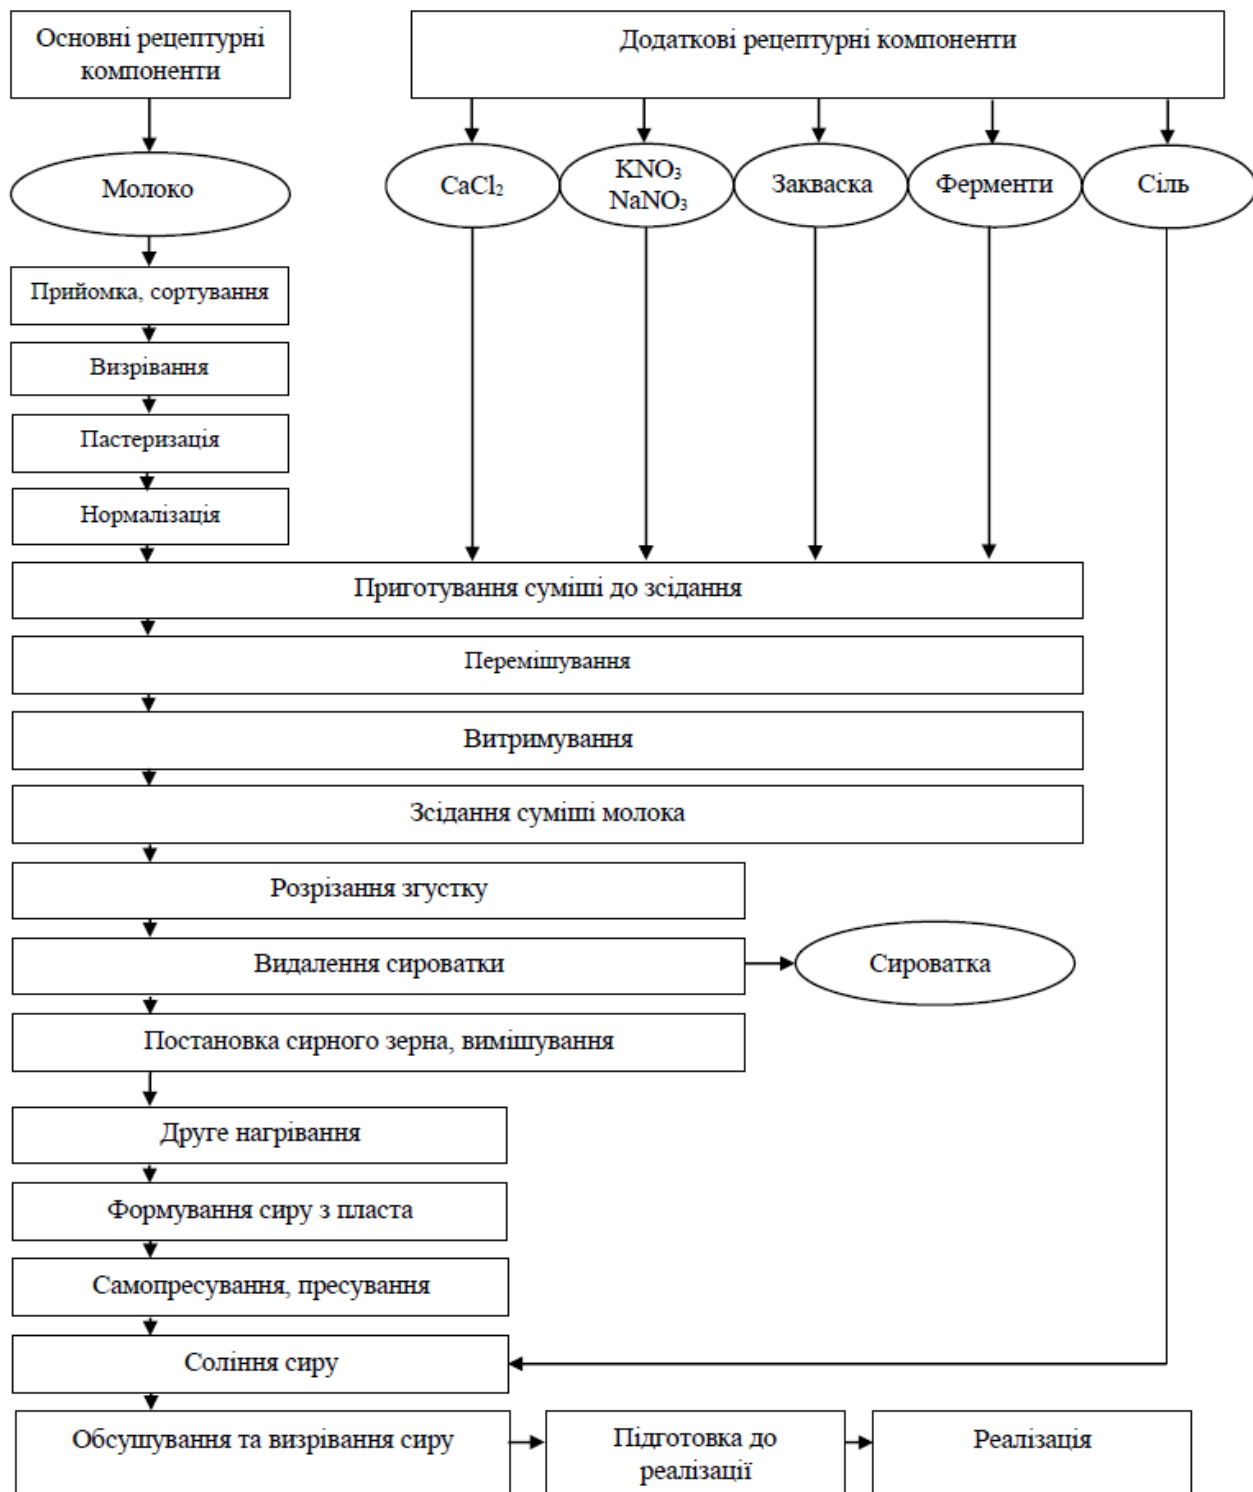 Основні рецептурні
компоненти
Додаткові рецептурні компоненти
Молоко
CaCl₂
KNO₃
NaNO₃
Закваска
Ферменти
Сіль
Прийомка, сортування
Визрівання
Пастеризація
Нормалізація
Приготування суміші до зсідання
Перемішування
Витримування
Зсідання суміші молока
Розрізання згустку
Видалення сироватки
Сироватка
Постановка сирного зерна, вимішування
Друге нагрівання
Формування сиру з пласта
Самопресування, пресування
Соління сиру
Обсушування та визрівання сиру
Підготовка до
реалізації
Реалізація